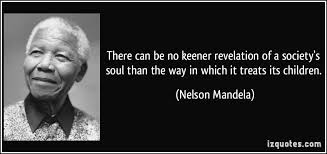 There can be no keener revelation of a society's
soul than the way in which it treats its children.
(Nelson Mandela)
izquotes.com